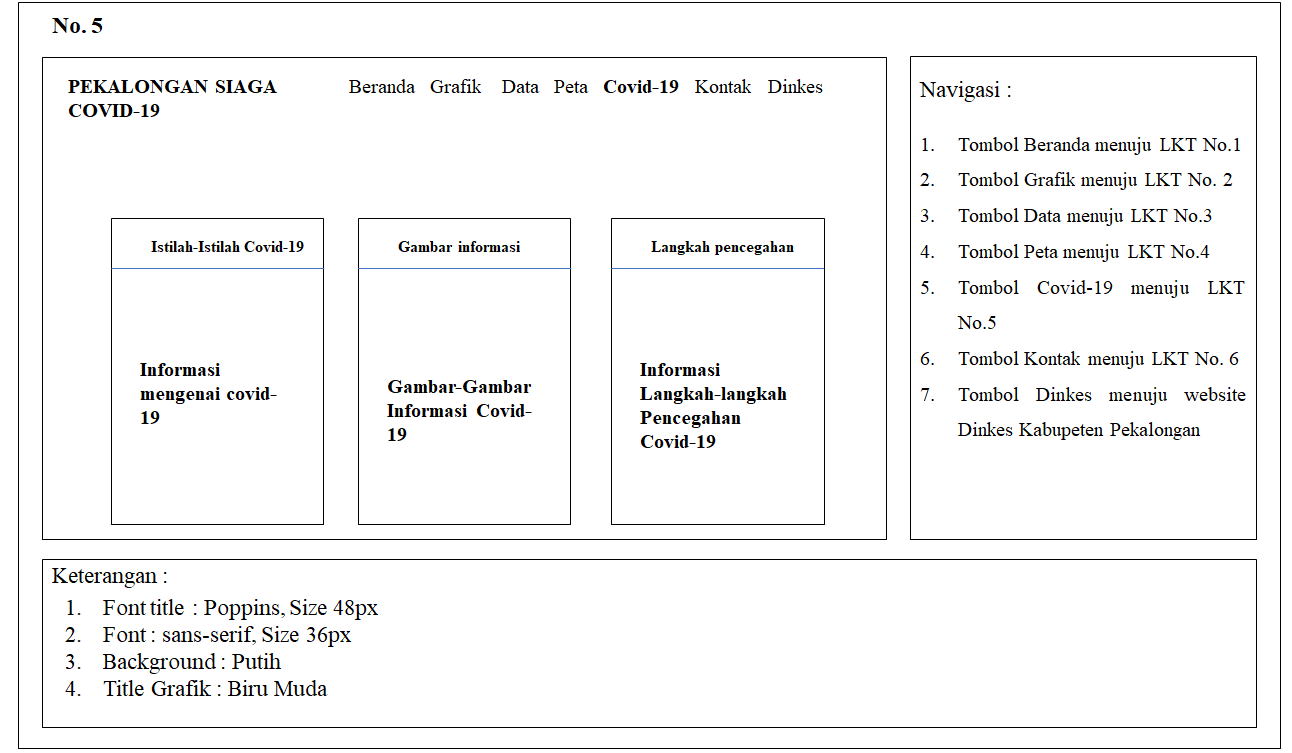 No. 5
PEKALONGAN SIAGA
COVID-19
Beranda Grafik Data Peta Covid-19 Kontak Dinkes
Istilah-Istilah Covid-19
Informasi
mengenai covid-
19
Gambar informasi
Gambar-Gambar
Informasi Covid-
19
Langkah pencegahan
Informasi
Langkah-langkah
Pencegahan
Covid-19
Navigasi :
1. Tombol Beranda menuju LKT No.1
2. Tombol Grafik menuju LKT No. 2
3. Tombol Data menuju LKT No.3
4. Tombol Peta menuju LKT No.4
5. Tombol Covid-19 menuju LKT
No.5
6. Tombol Kontak menuju LKT No. 6
7. Tombol Dinkes menuju website
Dinkes Kabupeten Pekalongan
Keterangan :
1. Font title : Poppins, Size 48px
2. Font : sans-serif, Size 36px
3. Background : Putih
4. Title Grafik : Biru Muda